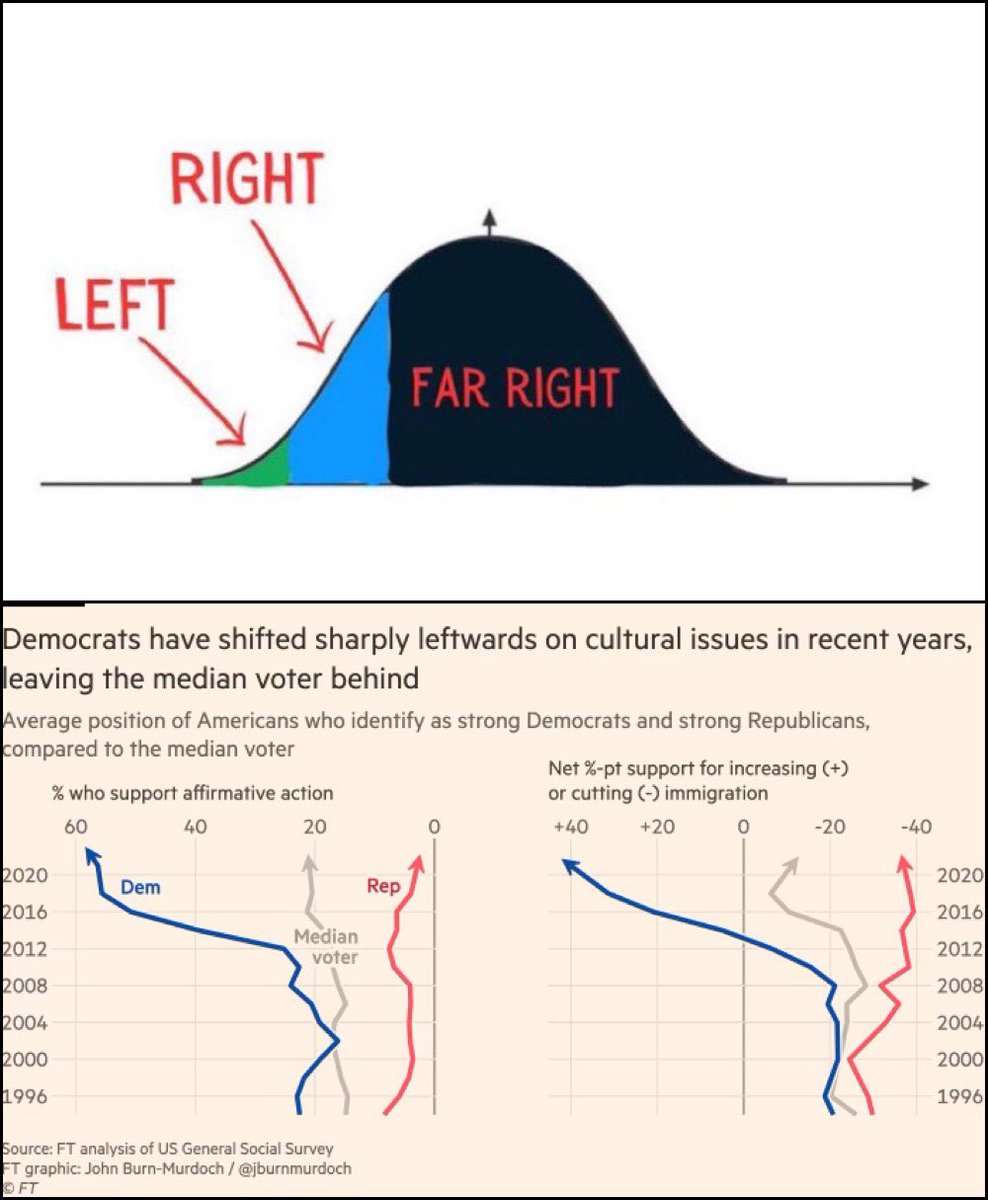 RIGHT
LEFT
FAR RIGHT
Democrats have shifted sharply leftwards on cultural issues in recent years,
leaving the median voter behind
Average position of Americans who identify as strong Democrats and strong Republicans,
compared to the median voter
% who support affirmative action
60 40 20 0
2020
2016
2012
2008
2004
2000
1996
Dem
Rep
Median
voter
Net %-pt support for increasing (+)
or cutting (-) immigration
+40 +20 0 -20 -40
2020
2016
2012
2008
2004
2000
1996
Source: FT analysis of US General Social Survey
FT graphic: John Burn-Murdoch / @jburnmurdoch
© FT